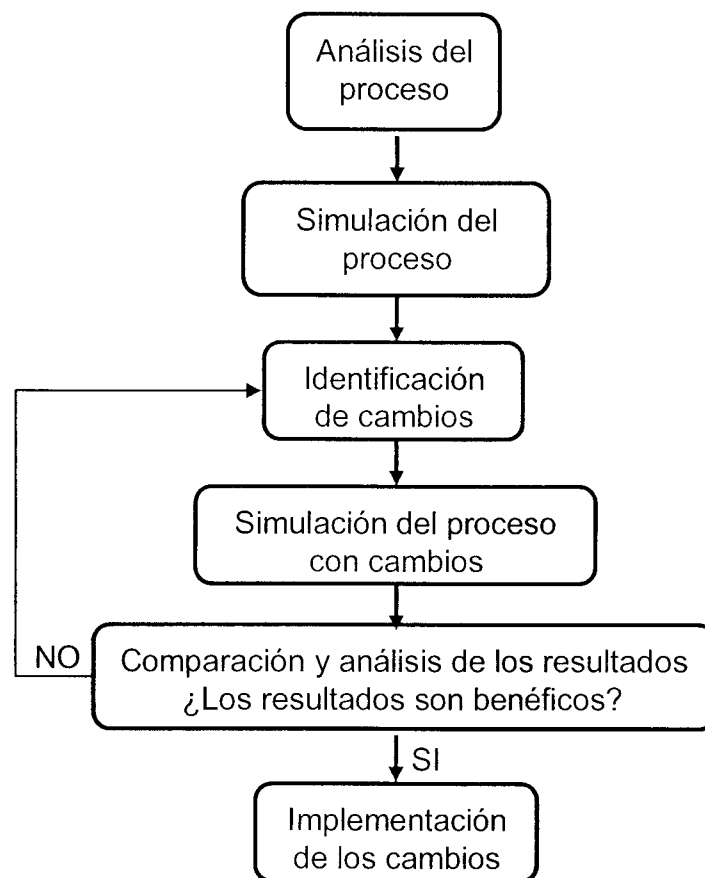 Análisis del
proceso
Simulación del
proceso
Identificación
de cambios
Simulación del proceso
con cambios
NO
Comparación y análisis de los resultados
¿Los resultados son benéficos?
SI
Implementación
de los cambios